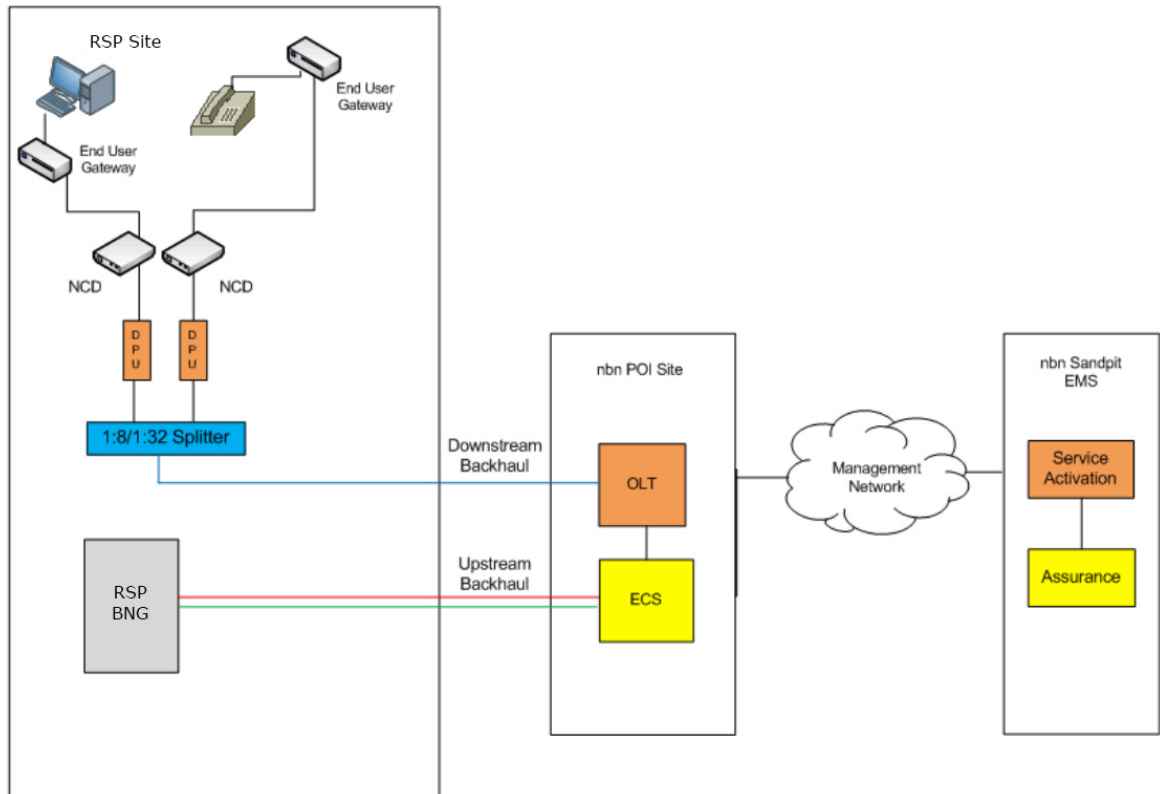 RSP Site
End User
Gateway
End User
Gateway
NCD
NCD
D
P
U
D
P
U
1:8/1:32 Splitter
RSP
BNG
Downstream
Backhaul
Upstream
Backhaul
nbn POI Site
OLT
ECS
Management
Network
nbn Sandpit
EMS
Service
Activation
Assurance